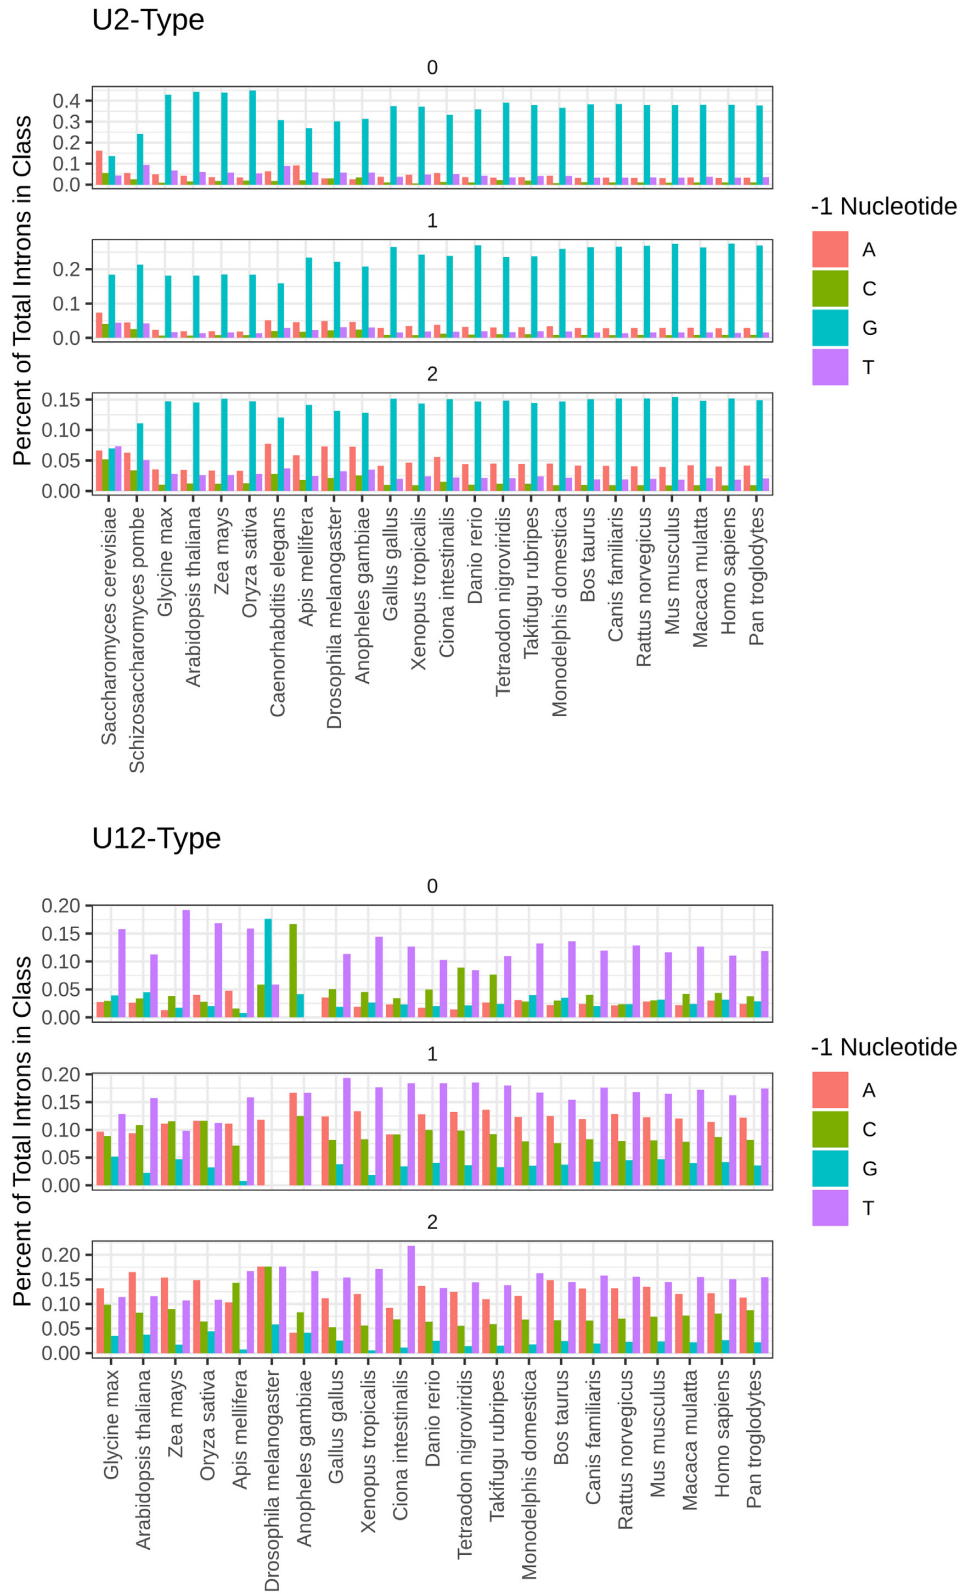 U2-Type
0
0.4
0.3
0.2
0.1
0.0
1
0.2
0.1
0.0
2
0.15
0.10
0.05
0.00
Percent of Total Introns in Class
Saccharomyces cerevisiae
Schizosaccharomyces pombe
Glycine max
Arabidopsis thaliana
Zea mays
Oryza sativa
Caenorhabditis elegans
Apis mellifera
Drosophila melanogaster
Anopheles gambiae
Gallus gallus
Xenopus tropicalis
Ciona intestinalis
Danio rerio
Tetraodon nigroviridis
Takifugu rubripes
Monodelphis domestica
Bos taurus
Canis familiaris
Rattus norvegicus
Mus musculus
Macaca mulatta
Homo sapiens
Pan troglodytes
-1 Nucleotide
A
C
G
T
U12-Type
0
0.20
0.15
0.10
0.05
0.00
1
0.20
0.15
0.10
0.05
0.00
2
0.20
0.15
0.10
0.05
0.00
Percent of Total Introns in Class
Glycine max
Arabidopsis thaliana
Zea mays
Oryza sativa
Apis mellifera
Drosophila melanogaster
Anopheles gambiae
Gallus gallus
Xenopus tropicalis
Ciona intestinalis
Danio rerio
Tetraodon nigroviridis
Takifugu rubripes
Monodelphis domestica
Bos taurus
Canis familiaris
Rattus norvegicus
Mus musculus
Macaca mulatta
Homo sapiens
Pan troglodytes
-1 Nucleotide
A
C
G
T